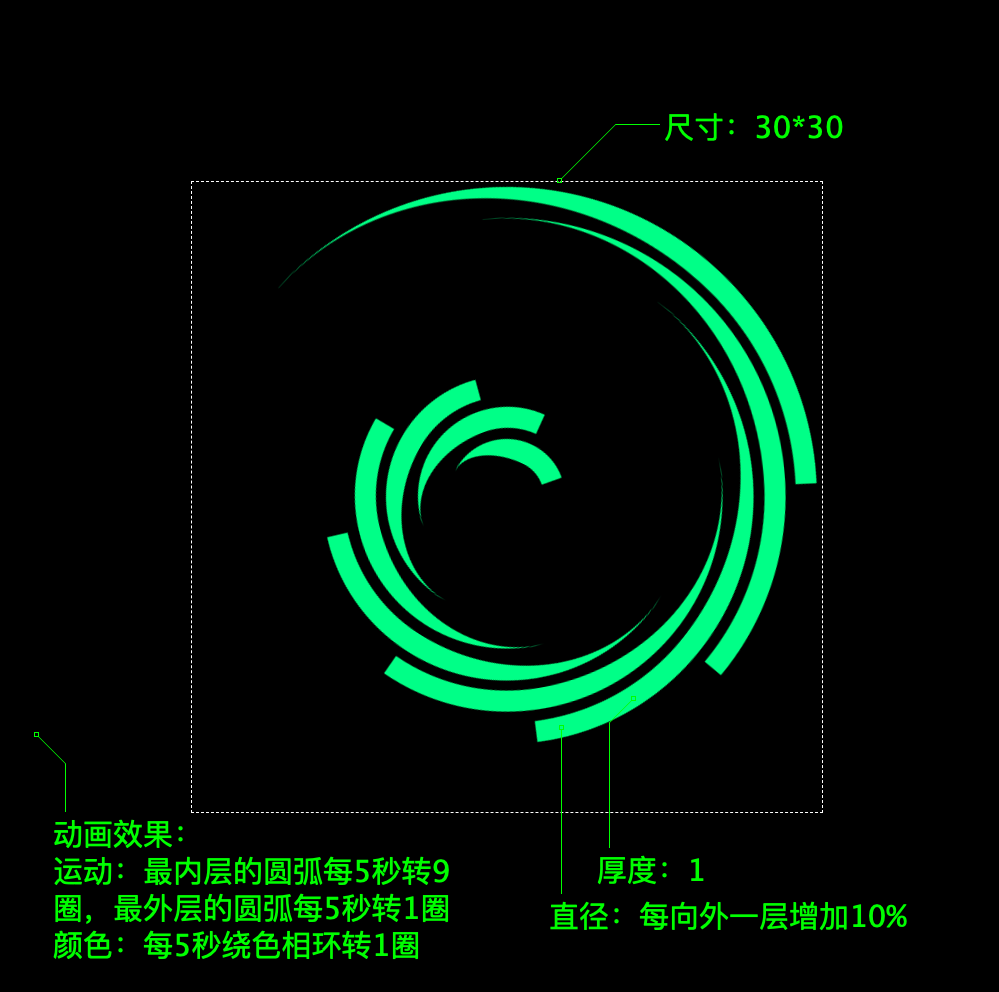 尺寸：30*30
动画效果：
运动：最内层的圆弧每5秒转9
圈，最外层的圆弧每5秒转1圈
颜色：每5秒绕色相环转1圈
厚度：1
直径：每向外一层增加10%